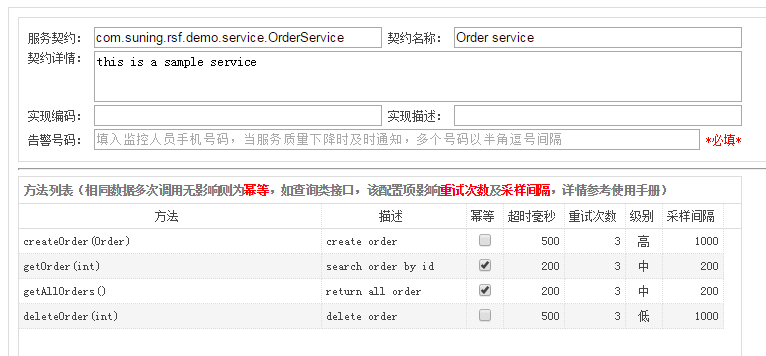 服务契约： com.suning.rsf.demo.service.OrderService 契约名称： Order service
契约详情： this is a sample service
实现编码： 实现描述：
告警号码： 填入监控人员手机号码，当服务质量下降时及时通知，多个号码以半角逗号间隔 *必填*
方法列表（相同数据多次调用无影响则为幂等，如查询类接口，该配置项影响重试次数及采样间隔，详情参考使用手册）
方法 描述 幂等 超时毫秒 重试次数 级别 采样间隔
createOrder(Order) create order 500 3 高 1000
getOrder(int) search order by id 200 3 中 200
getAllOrders() return all order 200 3 中 200
deleteOrder(int) delete order 500 3 低 1000